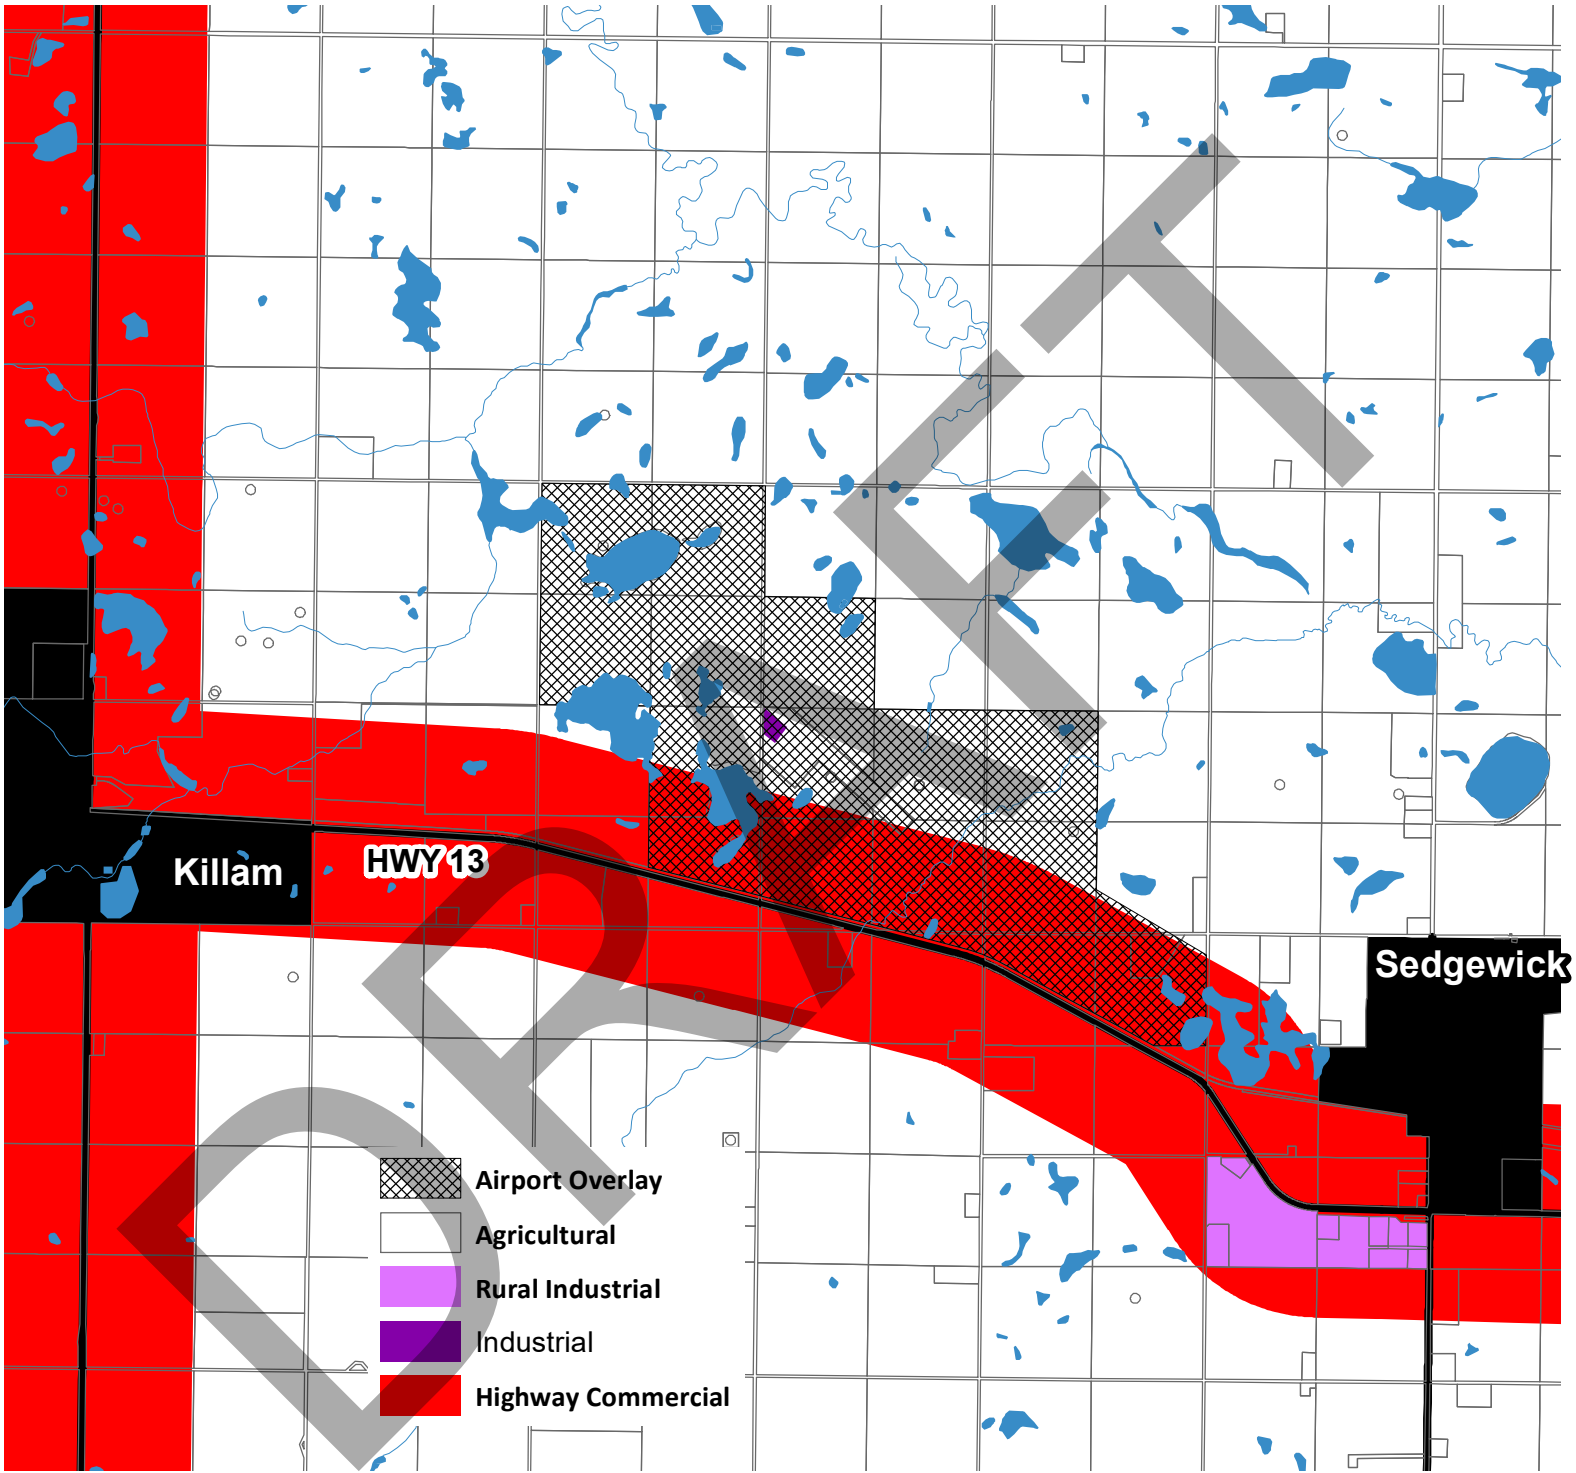 Killam
HWY 13
Sedgewick
DRAFT
Airport Overlay
Agricultural
Rural Industrial
Industrial
Highway Commercial